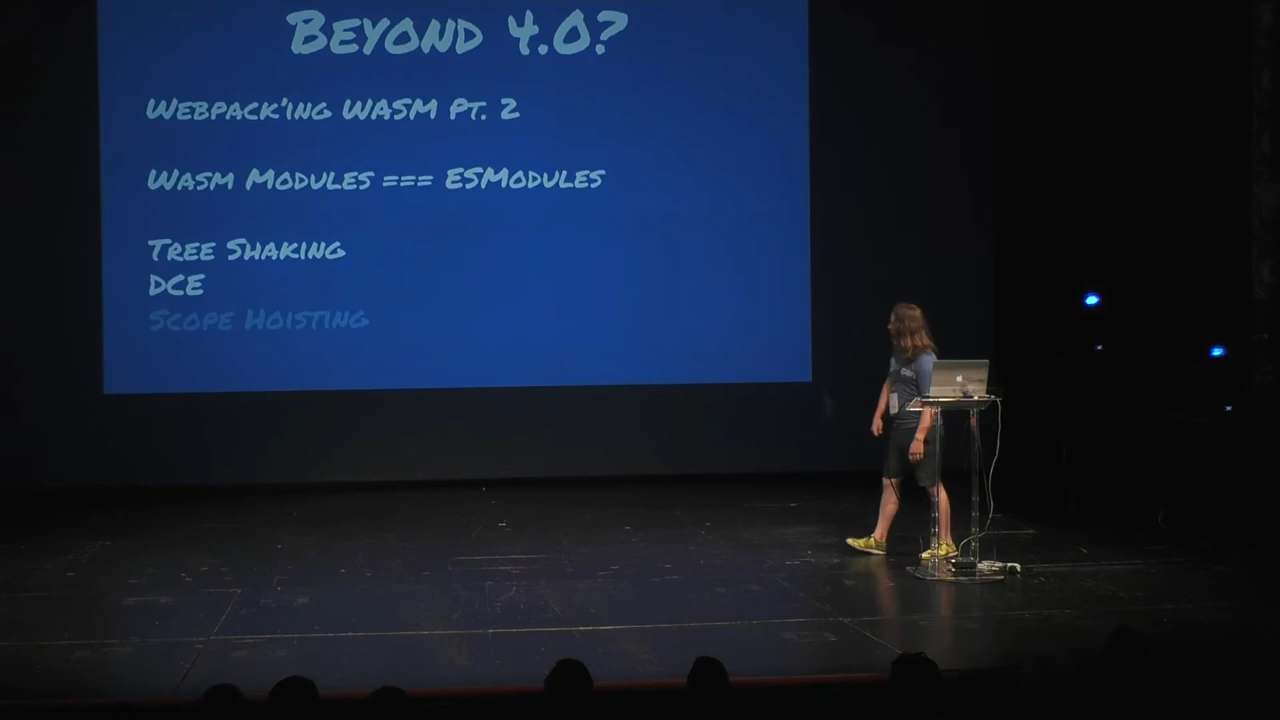 BEYOND 4.0?
WEBPACK'ING WASM PT. 2
WASM MODULES === ESMODULES
TREE SHAKING
DCE
SCOPE HOISTING